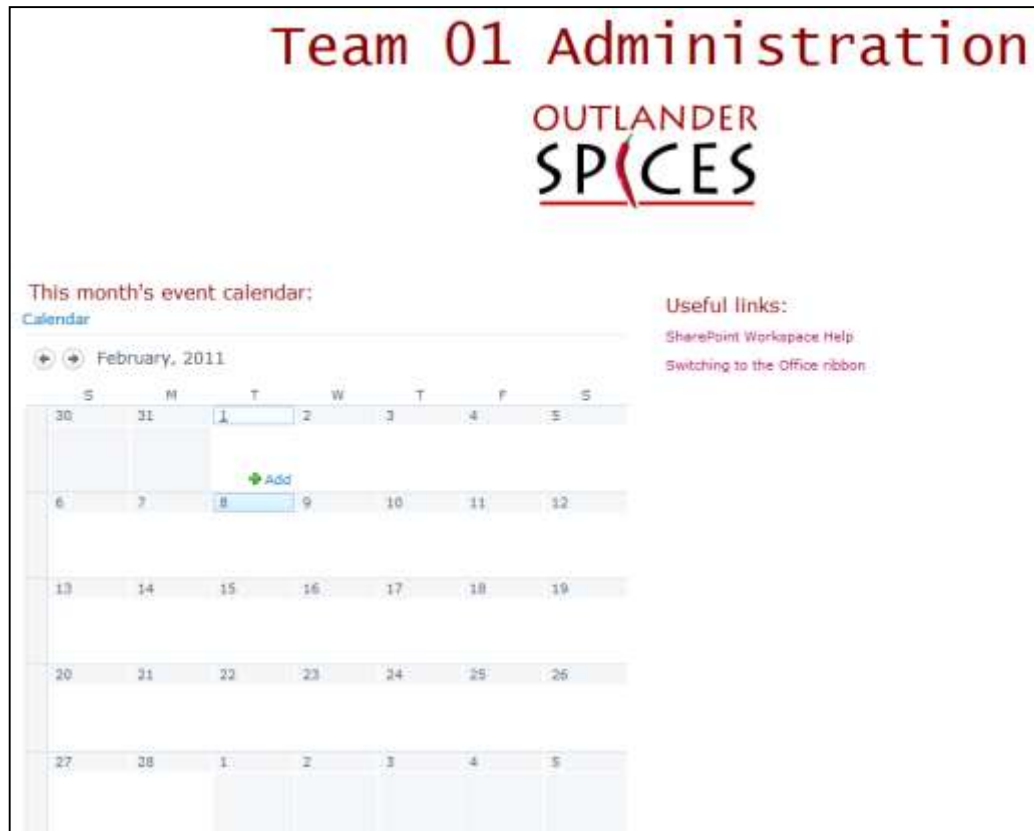 Team 01 Administration
OUTLANDER
SPICES
This month's event calendar:
Calendar
February, 2011
S M T W T F S
30 31 1 2 3 4 5
Add
6 7 8 9 10 11 12
13 14 15 16 17 18 19
20 21 22 23 24 25 26
27 28 1 2 3 4 5
Useful links:
SharePoint Workspace Help
Switching to the Office ribbon